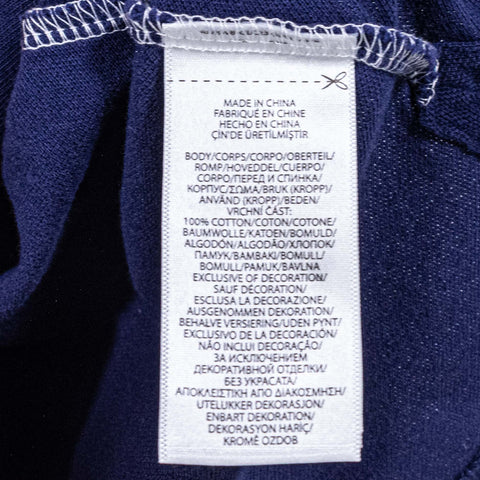 MADE IN CHINA
FABRIQUÉ EN CHINE
HECHO EN CHINA
ÇİN'DE ÜRETİLMİŞTİR
BODY/CORPS/CORPO/OBERTEIL/
ROMP/HOVEDDEL/CUERPO/
CORPO/ПЕРЕД И СПИНКА/
КОРПУС/ΣΩΜΑ/BRUK (KROPP)/
ANVÄND (KROPP)/BEDEN/
VRCHNÍ ČÁST:
100% COTTON/COTON/COTONE/
BAUMWOLLE/KATOEN/BOMULD/
ALGODÓN/ALGODÃO/ХЛОПОК/
ПАМУК/ΒΑΜΒΑΚΙ/BOMULL/
BOMULL/PAMUK/BAVLNA
EXCLUSIVE OF DECORATION/
SAUF DÉCORATION/
ESCLUSA LA DECORAZIONE/
AUSGENOMMEN DEKORATION/
BEHALVE VERSIERING/UDEN PYNT/
EXCLUSIVO DE LA DECORACIÓN/
NÃO INCLUI DECORAÇÃO/
ЗА ИСКЛЮЧЕНИЕМ
ДЕКОРАТИВНОЙ ОТДЕЛКИ/
БЕЗ УКРАСАТА/
ΑΠΟΚΛΕΙΣΤΙΚΗ ΑΠΟ ΔΙΑΚΟΣΜΗΣΗ/
UTELUKKER DEKORASJON/
ENBART DEKORATION/
DEKORASYON HARİÇ/
KROMĚ OZDOB